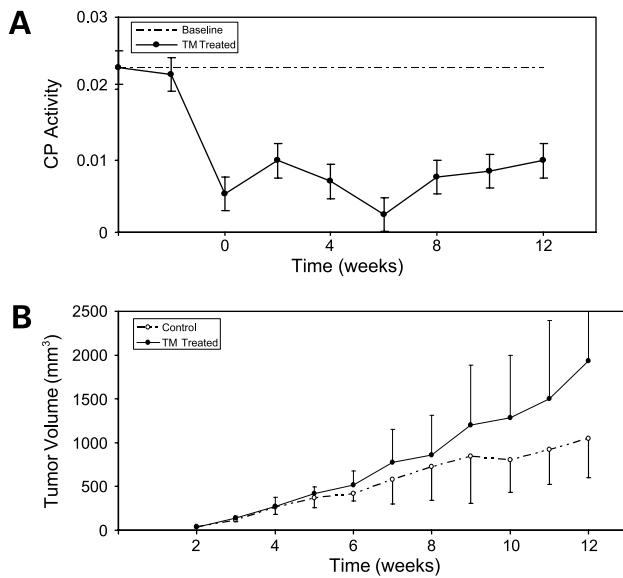 A
0.03
Baseline
TM Treated
0.02
0.01
0
CP Activity
0 4 8 12
Time (weeks)
B
2500
Control
TM Treated
2000
1500
1000
500
0
Tumor Volume (mm³)
2 4 6 8 10 12
Time (weeks)